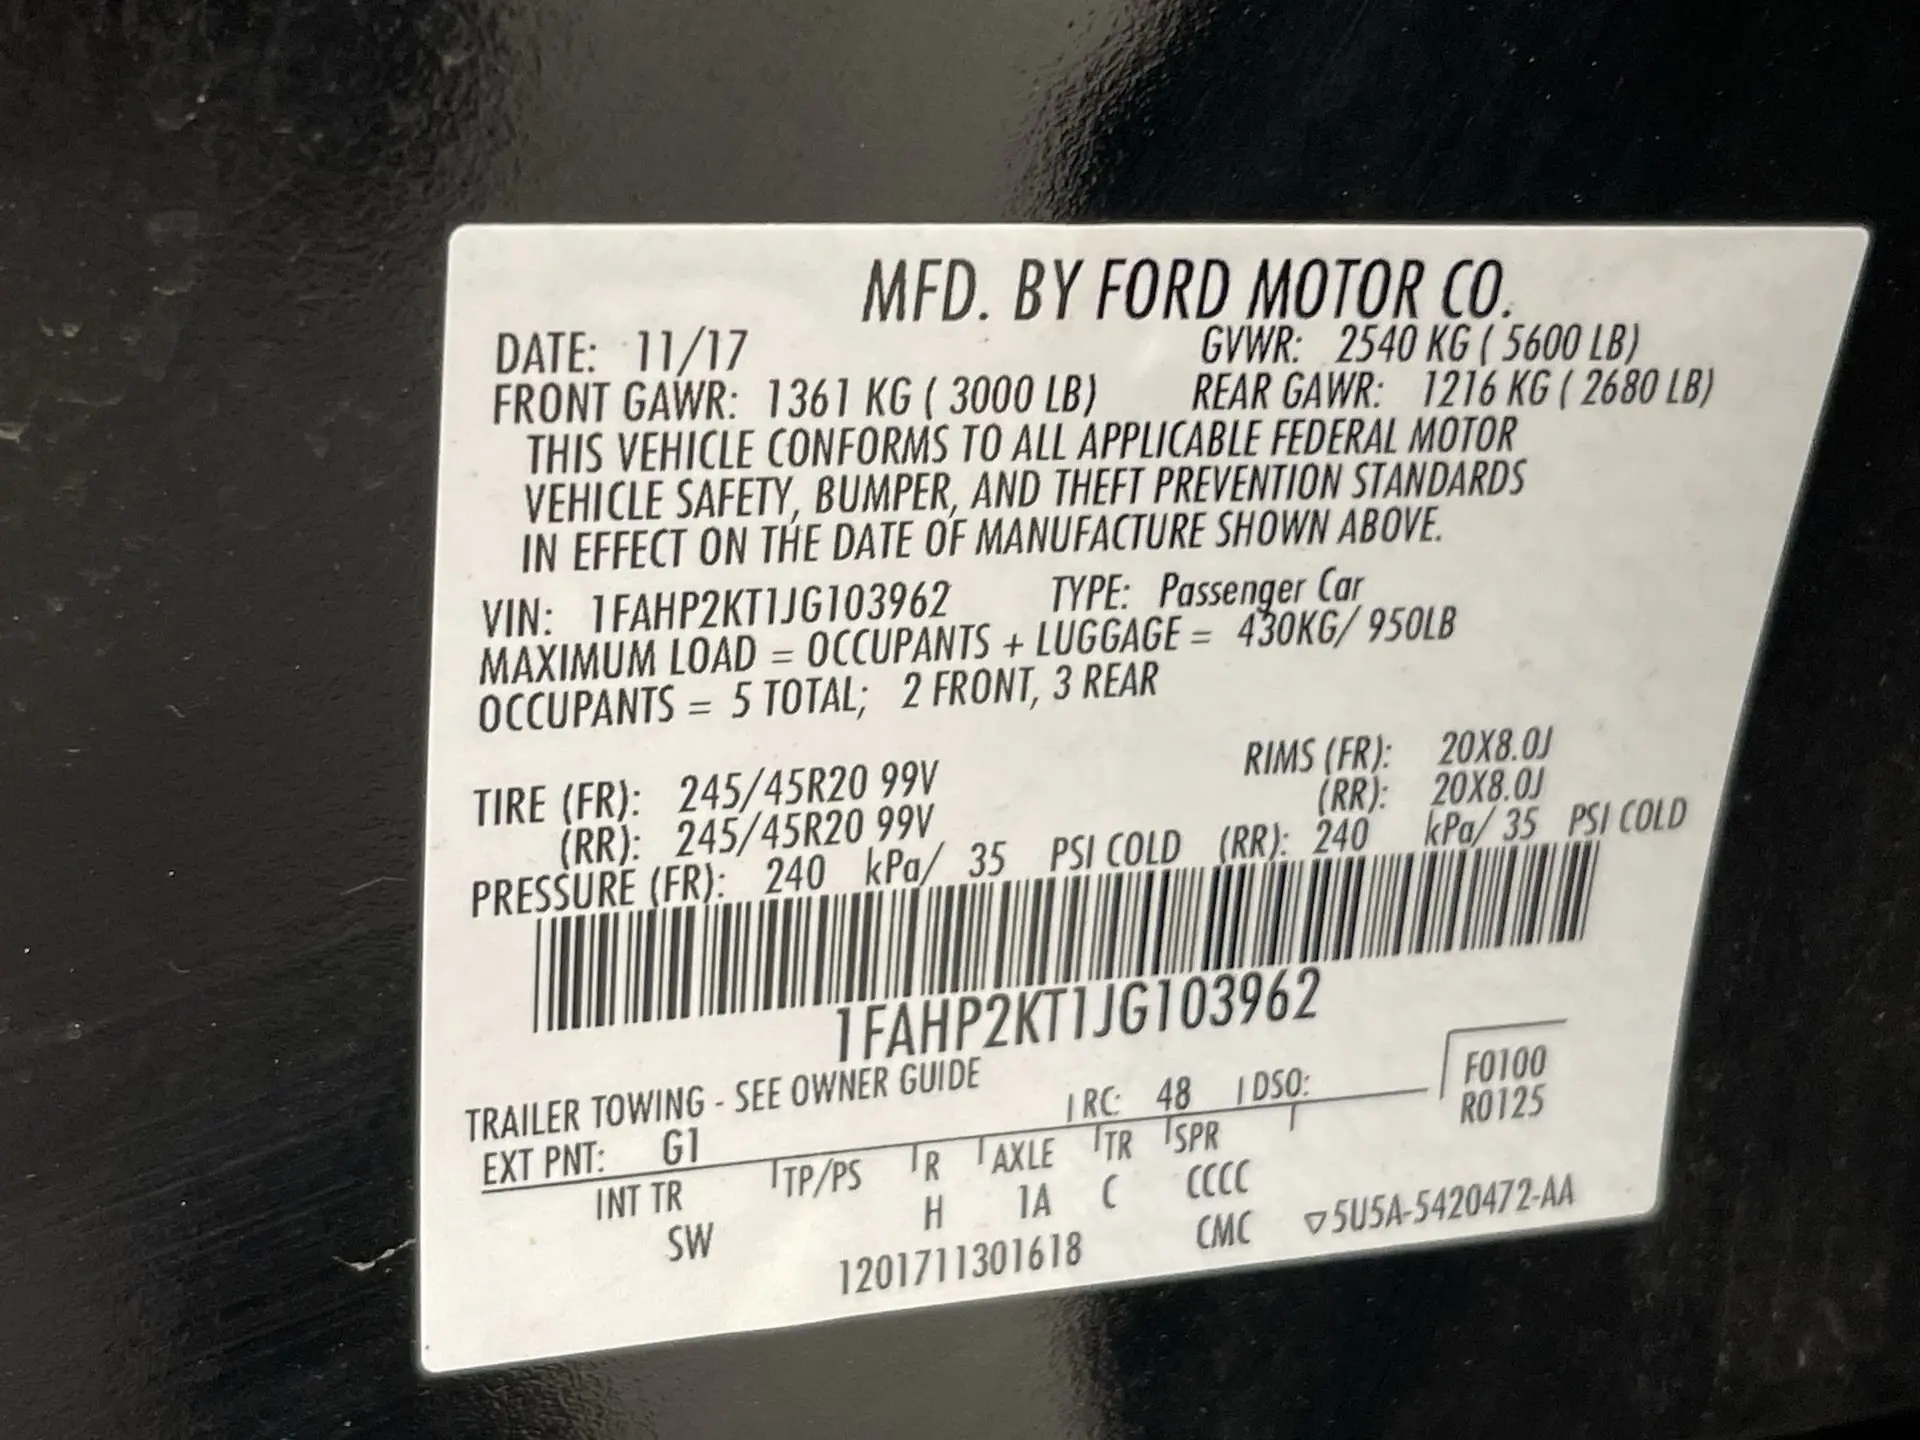 MFD. BY FORD MOTOR CO.
DATE: 11/17 GVWR: 2540 KG ( 5600 LB)
FRONT GAWR: 1361 KG ( 3000 LB) REAR GAWR: 1216 KG ( 2680 LB)
THIS VEHICLE CONFORMS TO ALL APPLICABLE FEDERAL MOTOR
VEHICLE SAFETY, BUMPER, AND THEFT PREVENTION STANDARDS
IN EFFECT ON THE DATE OF MANUFACTURE SHOWN ABOVE.
VIN: 1FAHP2KT1JG103962 TYPE: Passenger Car
MAXIMUM LOAD = OCCUPANTS + LUGGAGE = 430KG/ 950LB
OCCUPANTS = 5 TOTAL; 2 FRONT, 3 REAR
TIRE (FR): 245/45R20 99V RIMS (FR): 20X8.0J
(RR): 245/45R20 99V (RR): 20X8.0J
PRESSURE (FR): 240 kPa/ 35 PSI COLD (RR): 240 kPa/ 35 PSI COLD
1FAHP2KT1JG103962
TRAILER TOWING - SEE OWNER GUIDE
F0100
EXT PNT: G1 RC: 48 DSO: R0125
INT TR TP/PS R AXLE TR SPR
SW H 1A C CCCC
1201711301618 CMC ▽5U5A-5420472-AA